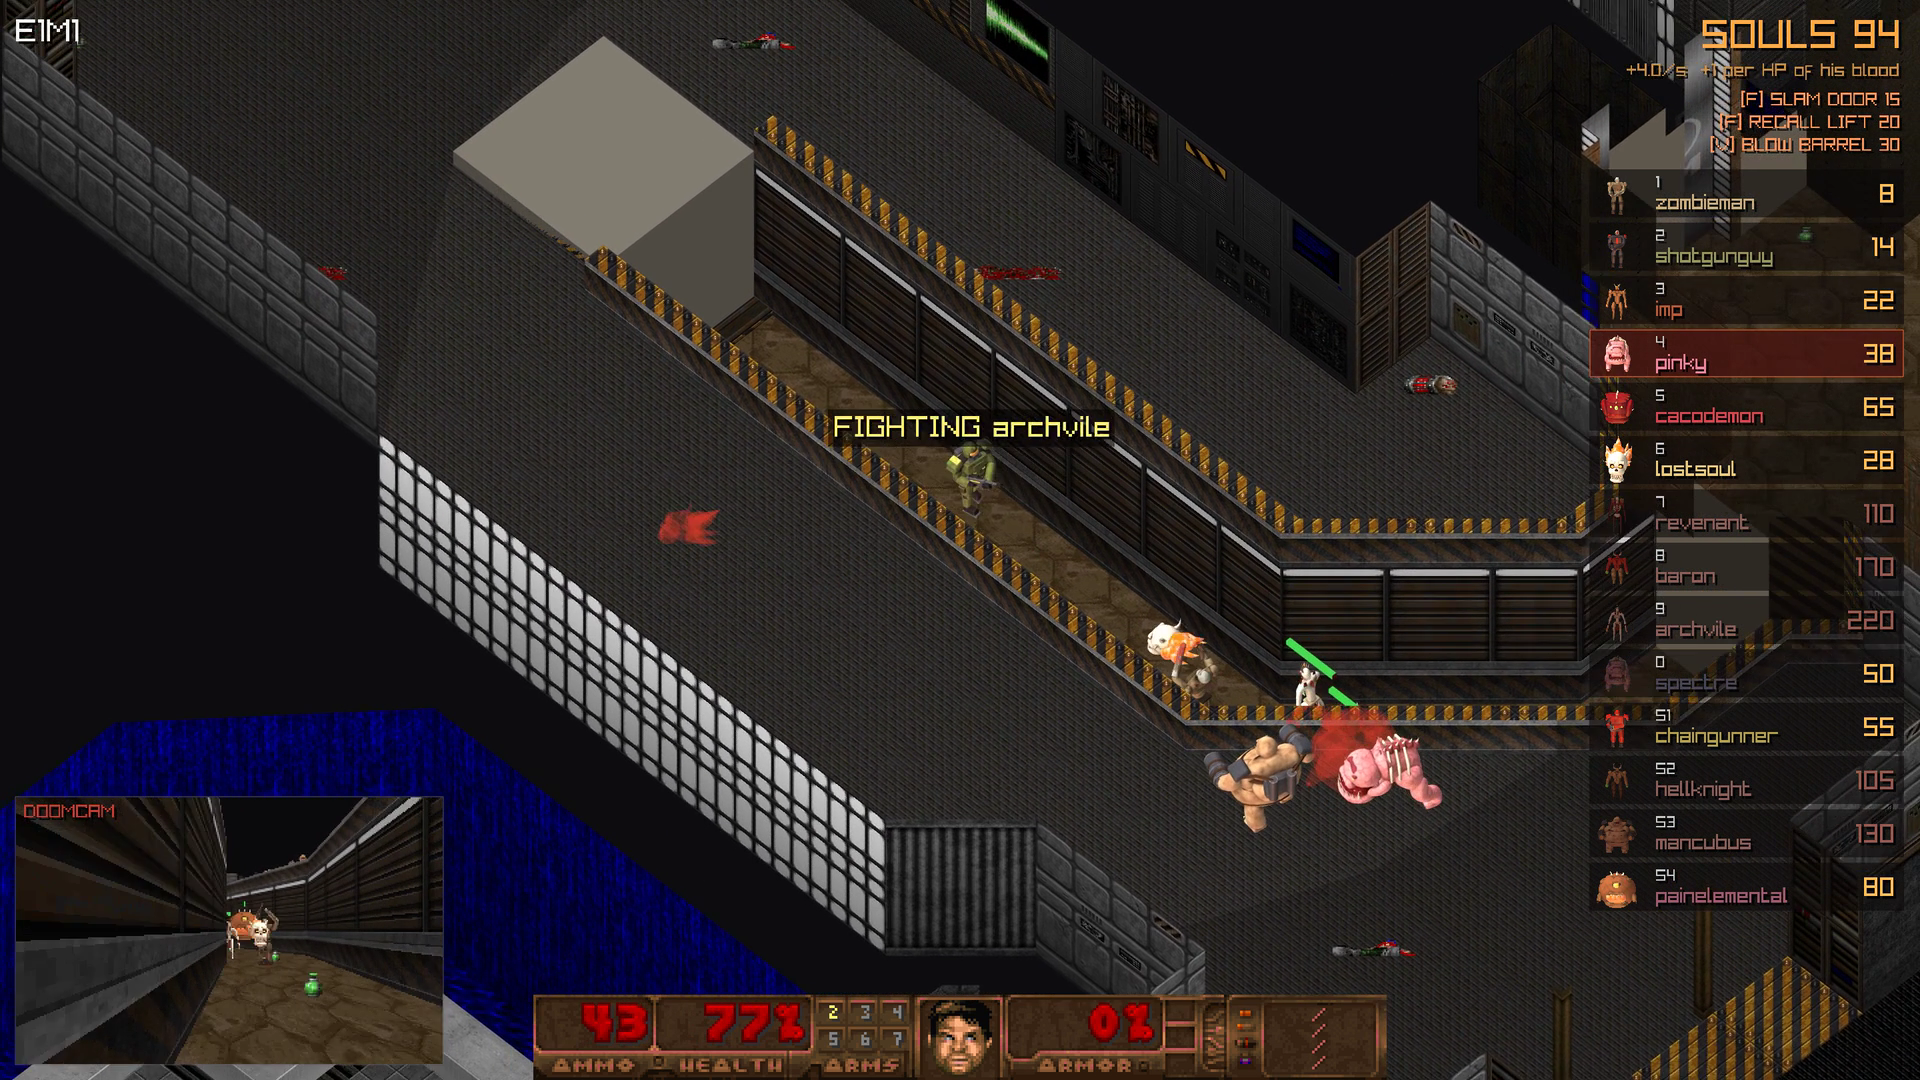 E1M1
SOULS 94
+4.0/s +1 per HP of his blood
[F] SLAM DOOR 15
[F] RECALL LIFT 20
[V] BLOW BARREL 30
1
zombieman 8
2
shotgunguy 14
3
imp 22
4
pinky 38
5
cacodemon 65
6
lostsoul 28
7
revenant 110
8
baron 170
9
archvile 220
0
spectre 50
S1
chaingunner 55
S2
hellknight 105
S3
mancubus 130
S4
painelemental 80
FIGHTING archvile
DOOMCAM
43 77% 2 3 4 0%
5 6 7
AMMO HEALTH ARMS ARMOR